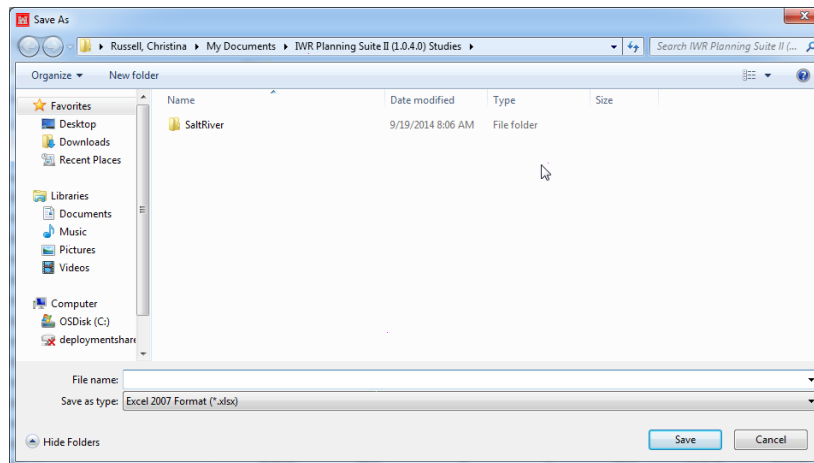 Save As
Russell, Christina ▸ My Documents ▸ IWR Planning Suite II (1.0.4.0) Studies ▸
Search IWR Planning Suite II (...
Organize New folder
Name Date modified Type Size
Favorites
Desktop
Downloads
Recent Places
Libraries
Documents
Music
Pictures
Videos
Computer
OSDisk (C:)
deploymentshare
SaltRiver 9/19/2014 8:06 AM File folder
File name:
Save as type: Excel 2007 Format (*.xlsx)
Hide Folders Save Cancel